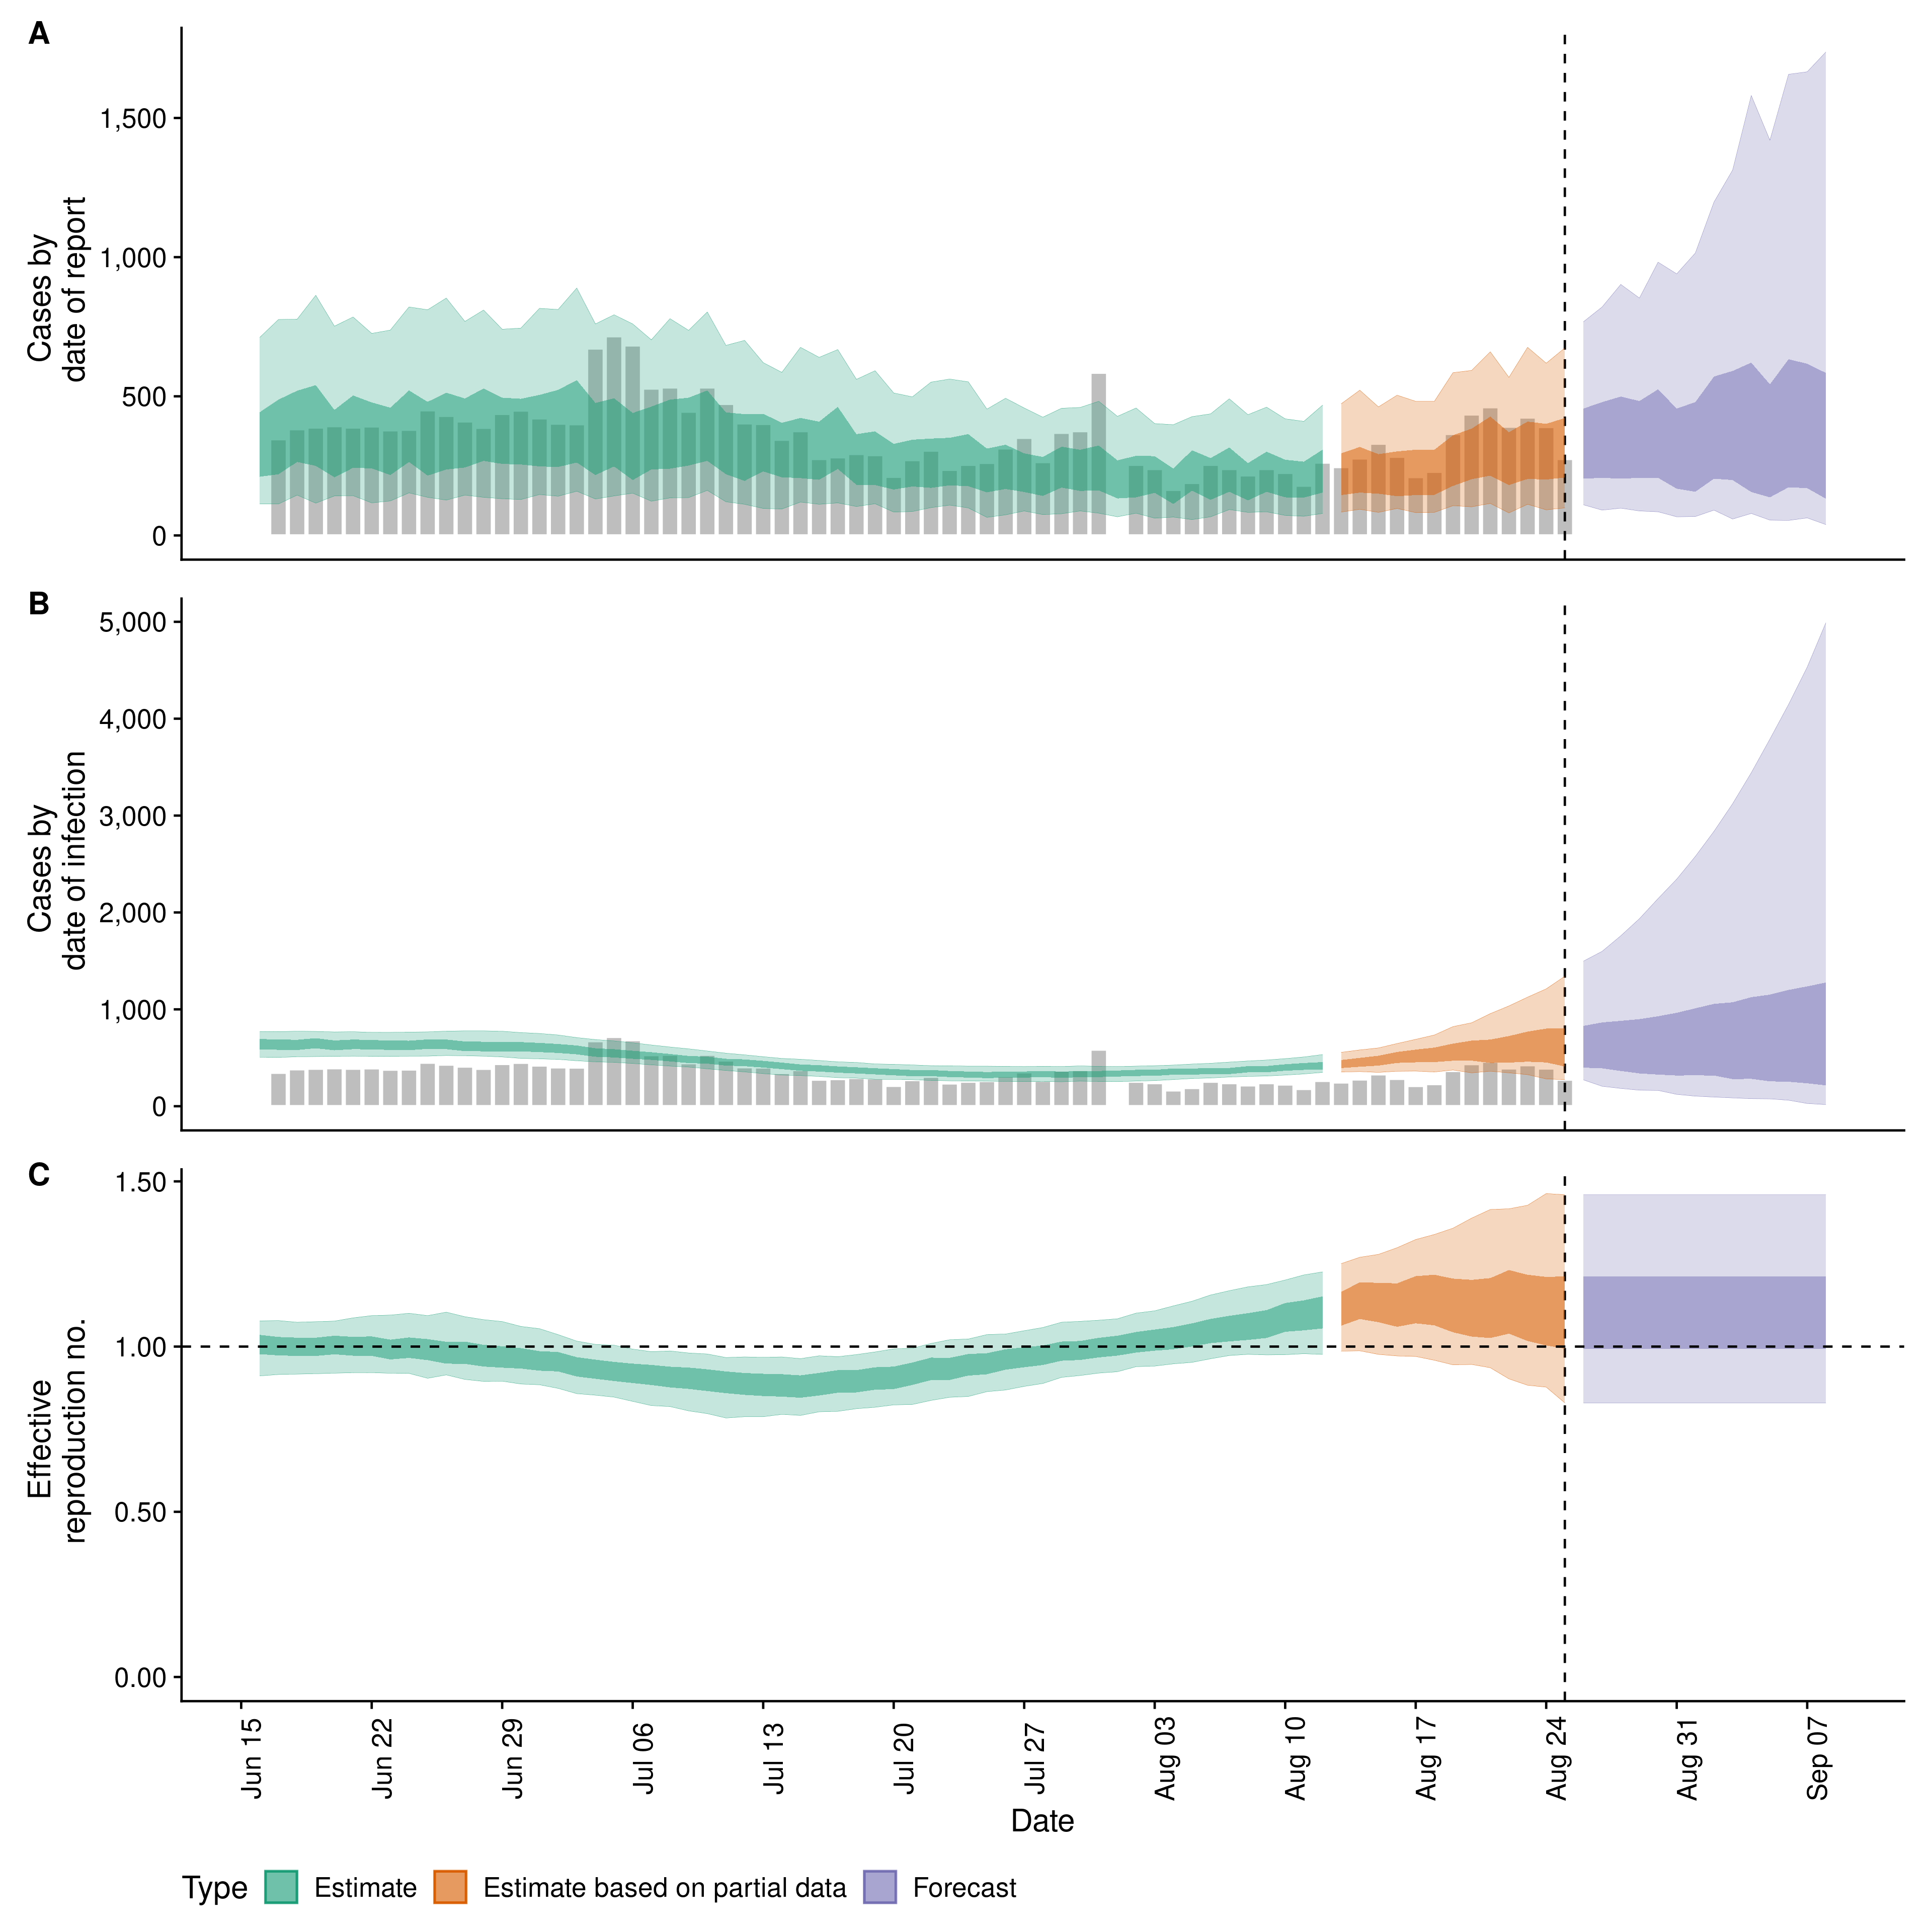 A
Cases by
date of report
1,500
1,000
500
0
B
Cases by
date of infection
5,000
4,000
3,000
2,000
1,000
0
C
Effective
reproduction no.
1.50
1.00
0.50
0.00
Jun 15
Jun 22
Jun 29
Jul 06
Jul 13
Jul 20
Jul 27
Aug 03
Aug 10
Aug 17
Aug 24
Aug 31
Sep 07
Date
Type Estimate Estimate based on partial data Forecast